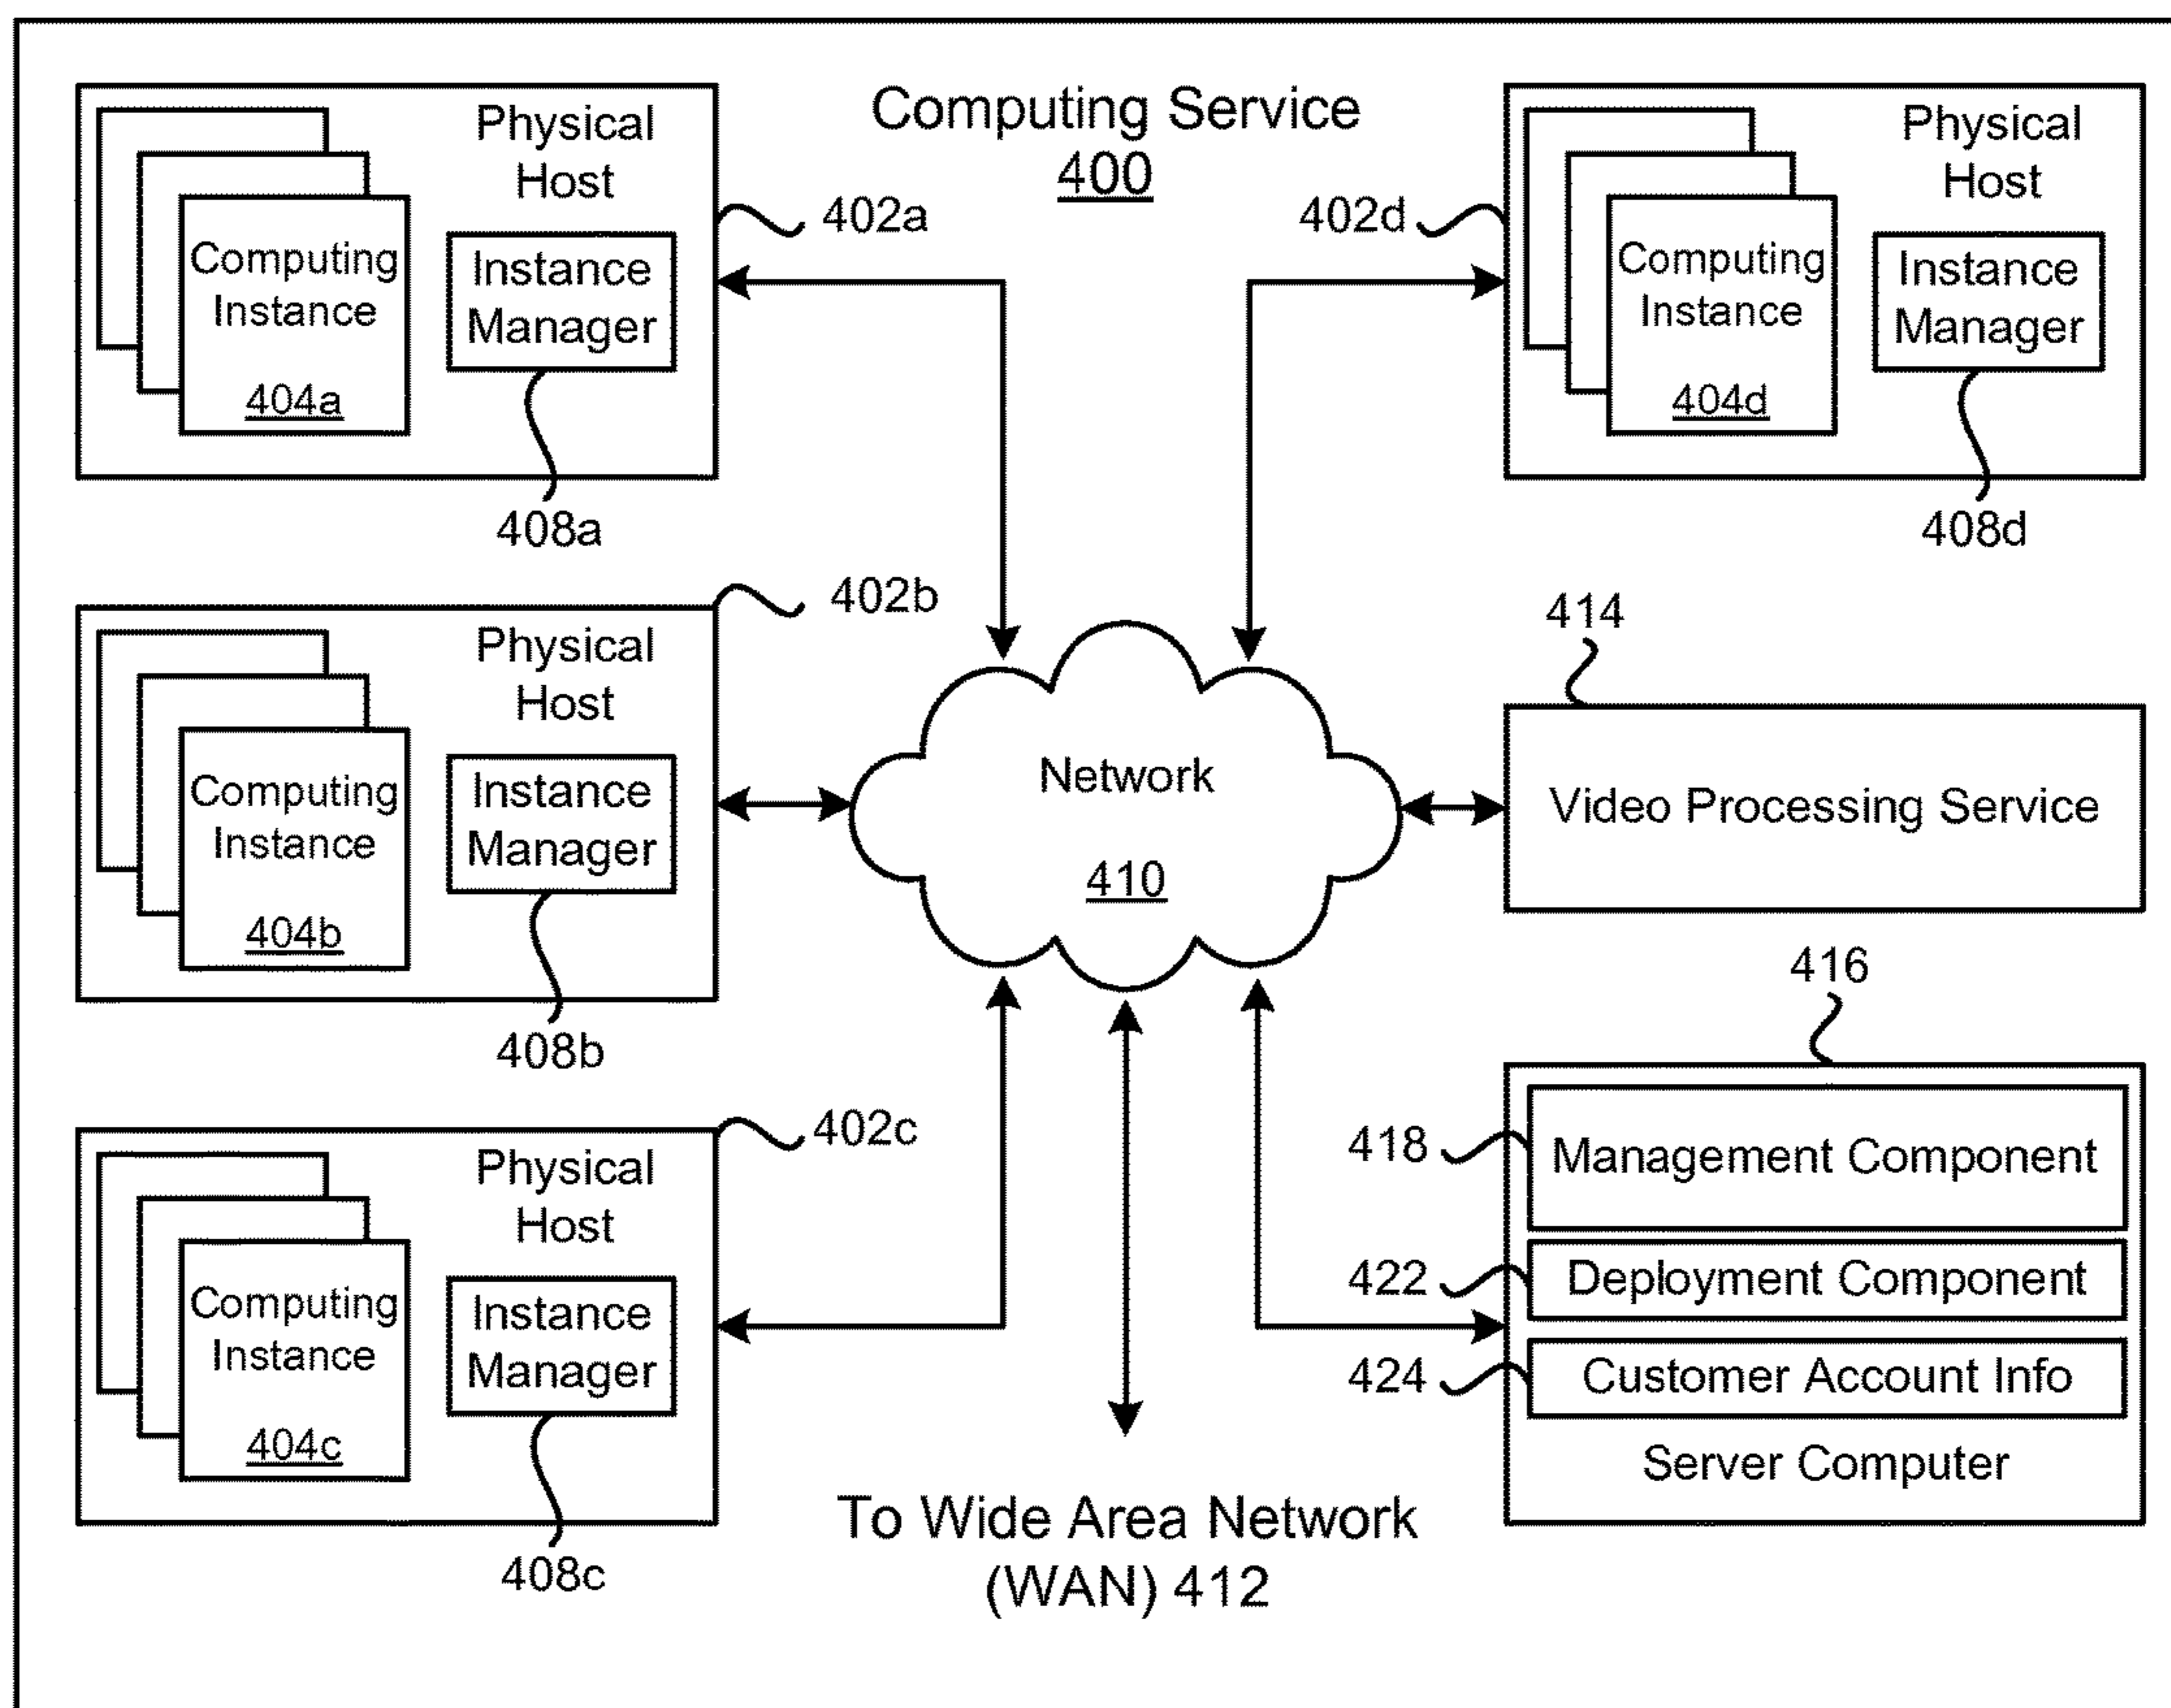 Computing Service
400
Physical
Host
Computing
Instance
404a
Instance
Manager
402a
408a
402d
Physical
Host
Computing
Instance
404d
Instance
Manager
408d
402b
Physical
Host
Computing
Instance
404b
Instance
Manager
408b
Network
410
414
Video Processing Service
402c
Physical
Host
Computing
Instance
404c
Instance
Manager
408c
To Wide Area Network
(WAN) 412
416
418
Management Component
422
Deployment Component
424
Customer Account Info
Server Computer